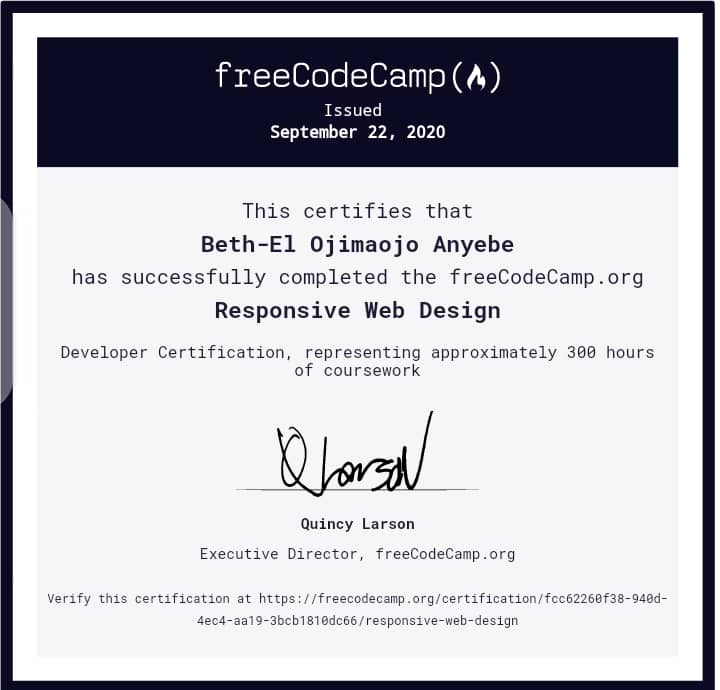 freeCodeCamp(🔥)
Issued
September 22, 2020
This certifies that
Beth-El Ojimaojo Anyebe
has successfully completed the freeCodeCamp.org
Responsive Web Design
Developer Certification, representing approximately 300 hours
of coursework
Q Larson
Quincy Larson
Executive Director, freeCodeCamp.org
Verify this certification at https://freecodecamp.org/certification/fcc62260f38-940d-
4ec4-aa19-3bcb1810dc66/responsive-web-design